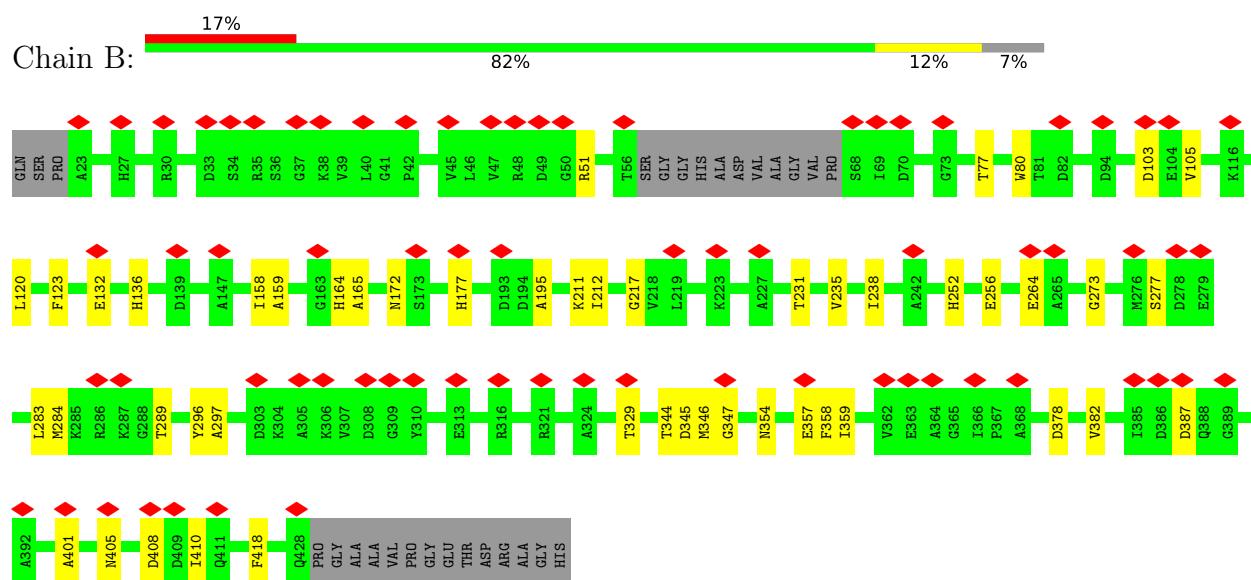 17%
Chain B:
82% 12% 7%
GLN SER PRO A23 H27 R30 D33 S34 R35 S36 G37 K38 V39 L40 G41 P42 V45 L46 V47 R48 D49 G50 R51 T56 SER GLY GLY HIS ALA ASP VAL ALA GLY VAL PRO S68 I69 D70 G73 T77 W80 T81 D82 D94 D103 E104 V105 K116
L120 F123 E132 H136 D139 A147 I158 A159 G163 H164 A165 N172 S173 H177 D193 D194 A195 K211 I212 G217 V218 L219 K223 A227 T231 V235 I238 A242 H252 E256 E264 A265 G273 M276 S277 D278 E279
L283 M284 K285 R286 K287 G288 T289 Y296 A297 D303 K304 A305 K306 V307 D308 G309 Y310 E313 R316 R321 A324 T329 T344 D345 M346 G347 N354 E357 F358 I359 V362 E363 A364 G365 I366 P367 A368 D378 V382 I385 D386 D387 Q388 G389
A392 A401 N405 D408 D409 I410 Q411 F418 Q428 PRO GLY ALA ALA VAL PRO GLY GLU THR ASP ARG ALA GLY HIS